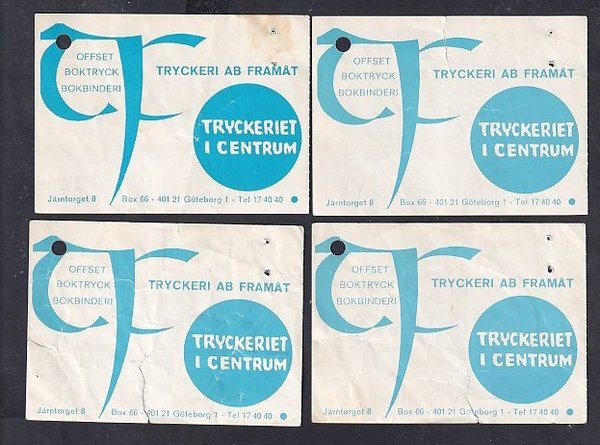 OFFSET
BOKTRYCK
BOKBINDERI
TRYCKERI AB FRAMÅT
TRYCKERIET
I CENTRUM
Järntorget 8 Box 66 - 401 21 Göteborg 1 - Tel 17 40 40
OFFSET
BOKTRYCK
BOKBINDERI
TRYCKERI AB FRAMÅT
TRYCKERIET
I CENTRUM
Järntorget 8 Box 66 - 401 21 Göteborg 1 - Tel 17 40 40
OFFSET
BOKTRYCK
BOKBINDERI
TRYCKERI AB FRAMÅT
TRYCKERIET
I CENTRUM
Järntorget 8 Box 66 - 401 21 Göteborg 1 - Tel 17 40 40
OFFSET
BOKTRYCK
BOKBINDERI
TRYCKERI AB FRAMÅT
TRYCKERIET
I CENTRUM
Järntorget 8 Box 66 - 401 21 Göteborg 1 - Tel 17 40 40